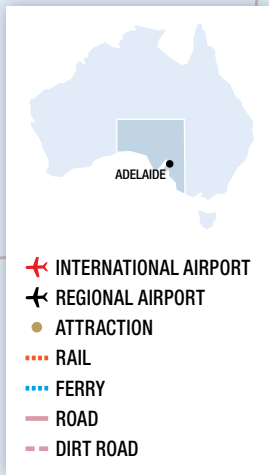 ADELAIDE
INTERNATIONAL AIRPORT
REGIONAL AIRPORT
ATTRACTION
RAIL
FERRY
ROAD
DIRT ROAD